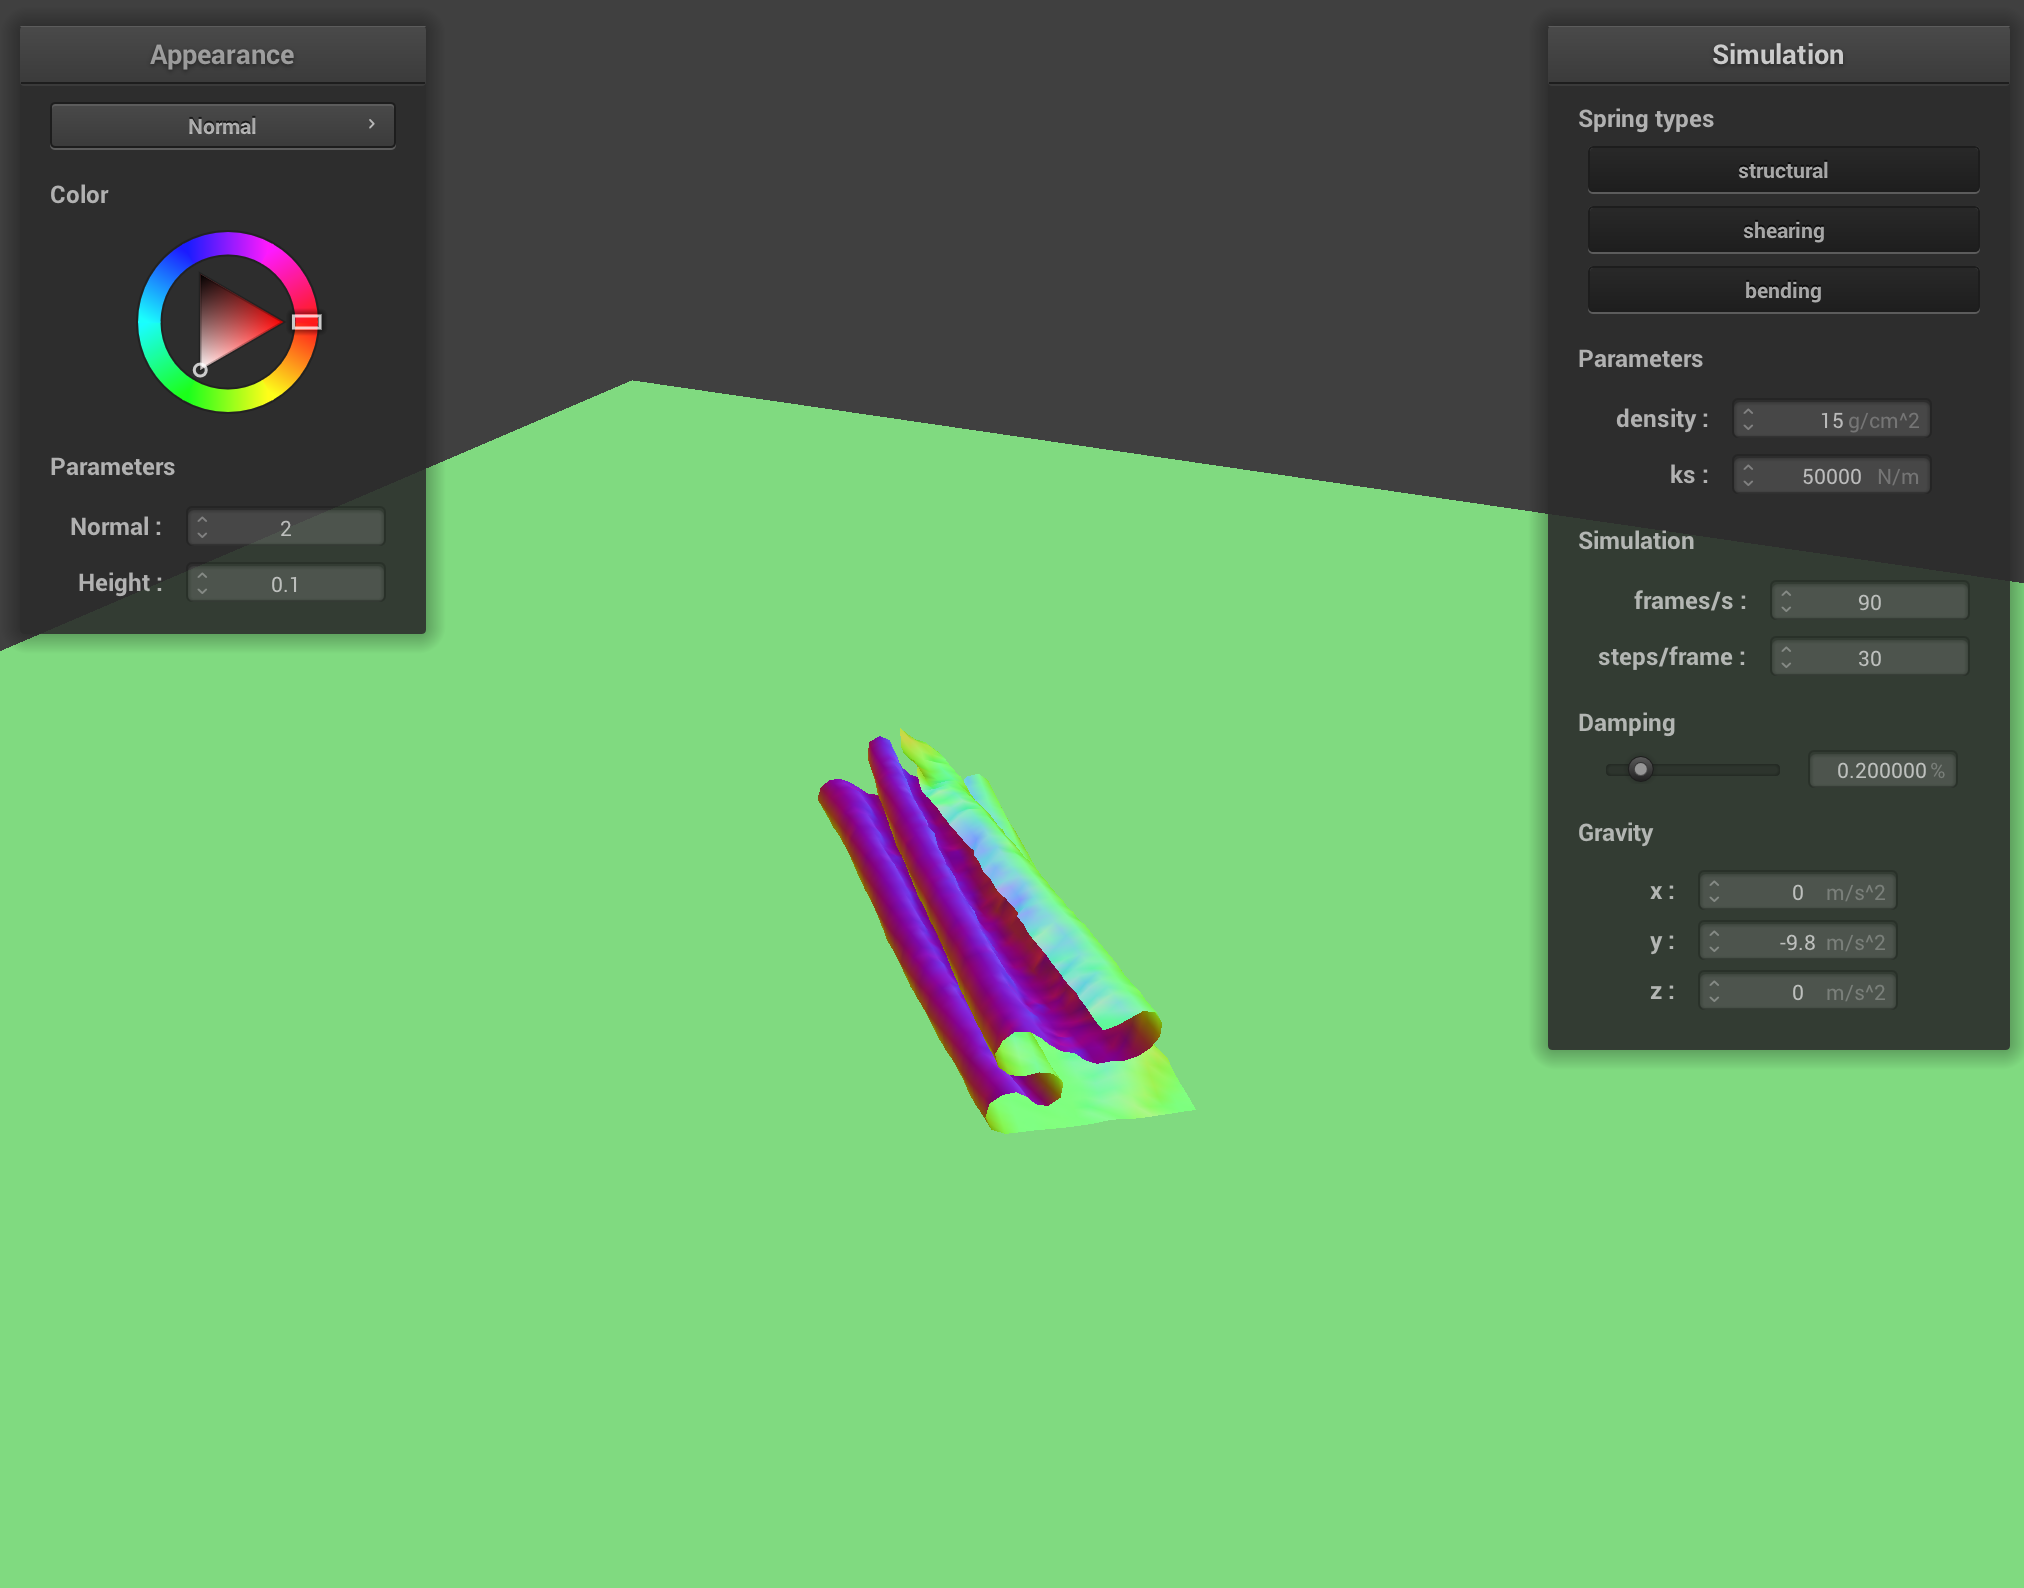 Appearance
Normal
Color
Parameters
Normal : 2
Height : 0.1
Simulation
Spring types
structural
shearing
bending
Parameters
density : 15 g/cm^2
ks : 50000 N/m
Simulation
frames/s : 90
steps/frame : 30
Damping
0.200000 %
Gravity
x : 0 m/s^2
y : -9.8 m/s^2
z : 0 m/s^2